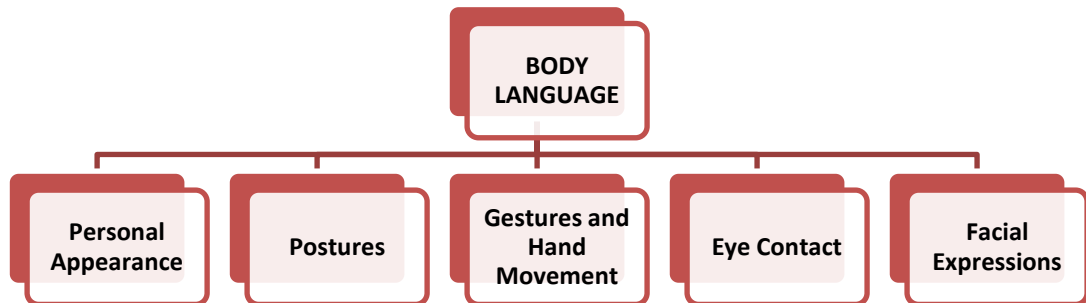 BODY
LANGUAGE
Personal
Appearance
Postures
Gestures and
Hand
Movement
Eye Contact
Facial
Expressions